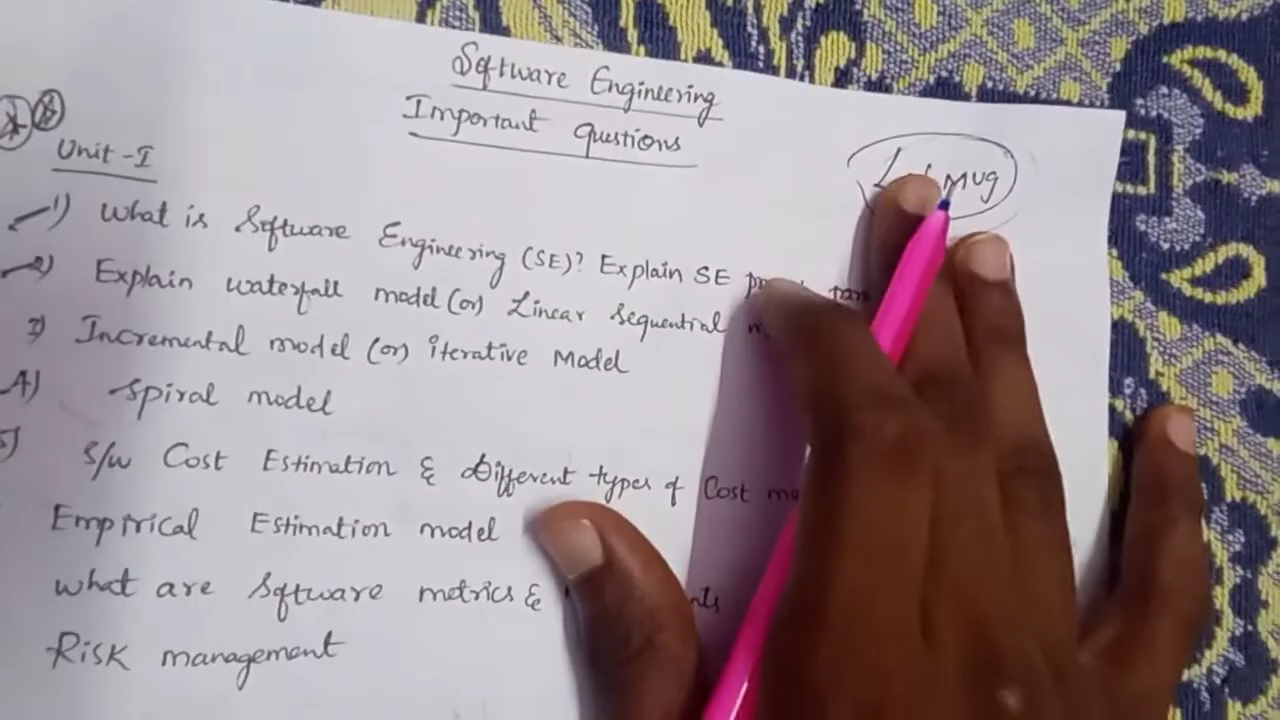 Software Engineering
Important Questions
MUG
Unit-I
1) What is Software Engineering (SE)? Explain SE
2) Explain waterfall model (or) Linear Sequential
3) Incremental model (or) iterative Model
4) Spiral model
5) S/w Cost Estimation & Different types of Cost
Empirical Estimation model
what are Software metrics &
Risk management